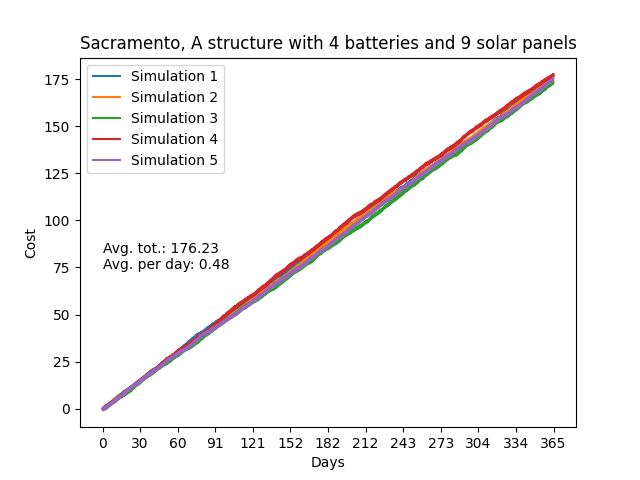 Sacramento, A structure with 4 batteries and 9 solar panels
Simulation 1
Simulation 2
Simulation 3
Simulation 4
Simulation 5
175
150
125
100
75
50
25
0
Cost
Avg. tot.: 176.23
Avg. per day: 0.48
0 30 60 91 121 152 182 212 243 273 304 334 365
Days